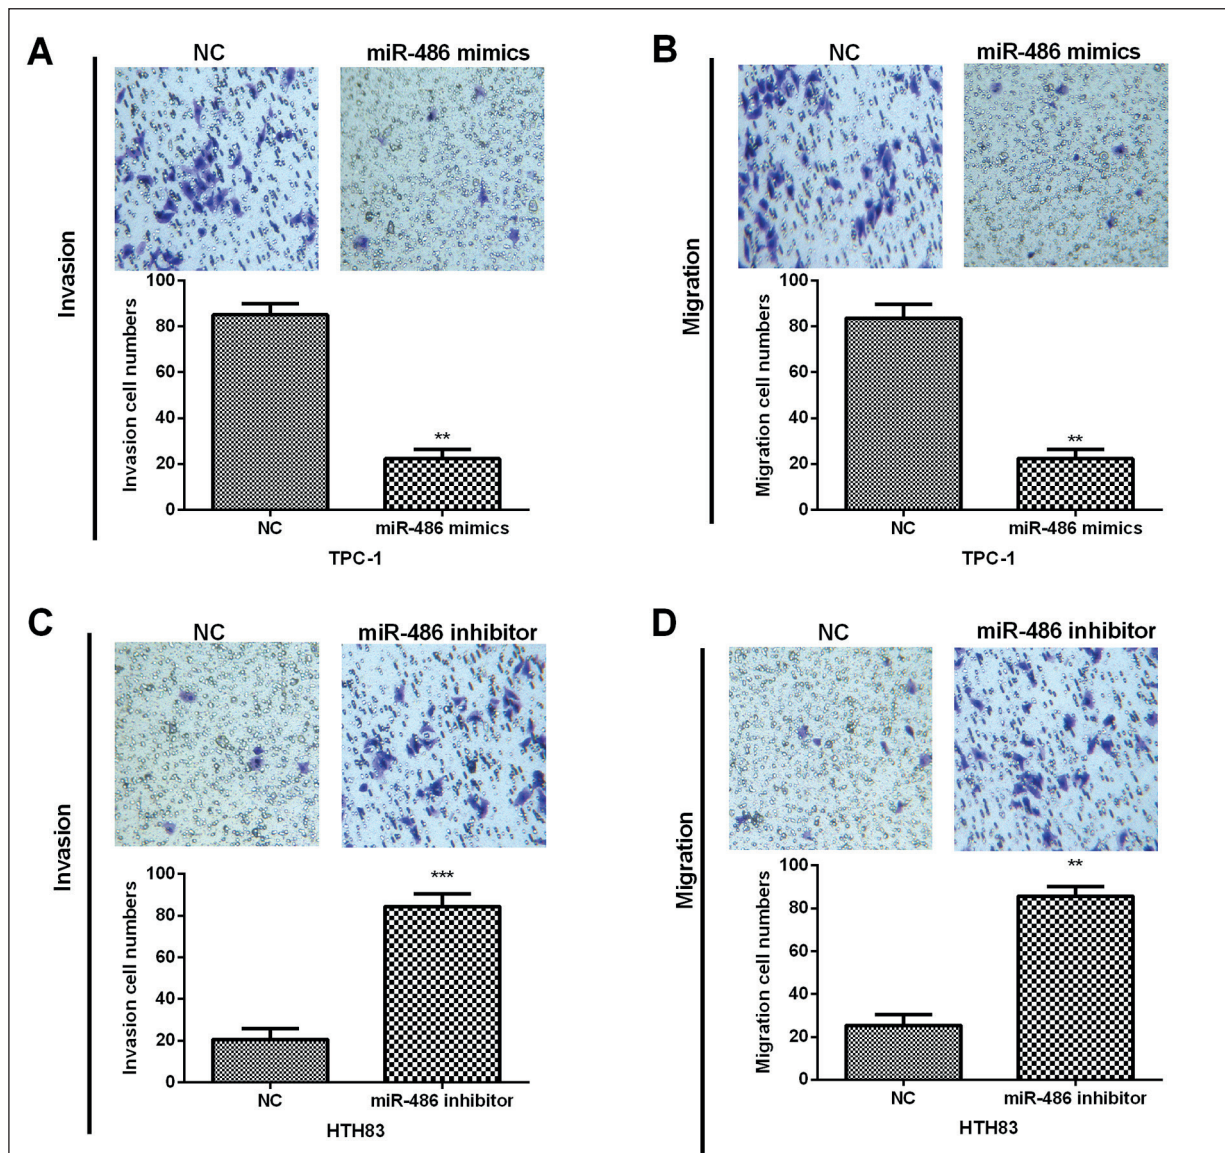 A
NC
miR-486 mimics
Invasion
100
80
60
40
20
0
Invasion cell numbers
**
NC
miR-486 mimics
TPC-1
B
NC
miR-486 mimics
Migration
100
80
60
40
20
0
Migration cell numbers
**
NC
miR-486 mimics
TPC-1
C
NC
miR-486 inhibitor
Invasion
100
80
60
40
20
0
Invasion cell numbers
***
NC
miR-486 inhibitor
HTH83
D
NC
miR-486 inhibitor
Migration
100
80
60
40
20
0
Migration cell numbers
**
NC
miR-486 inhibitor
HTH83